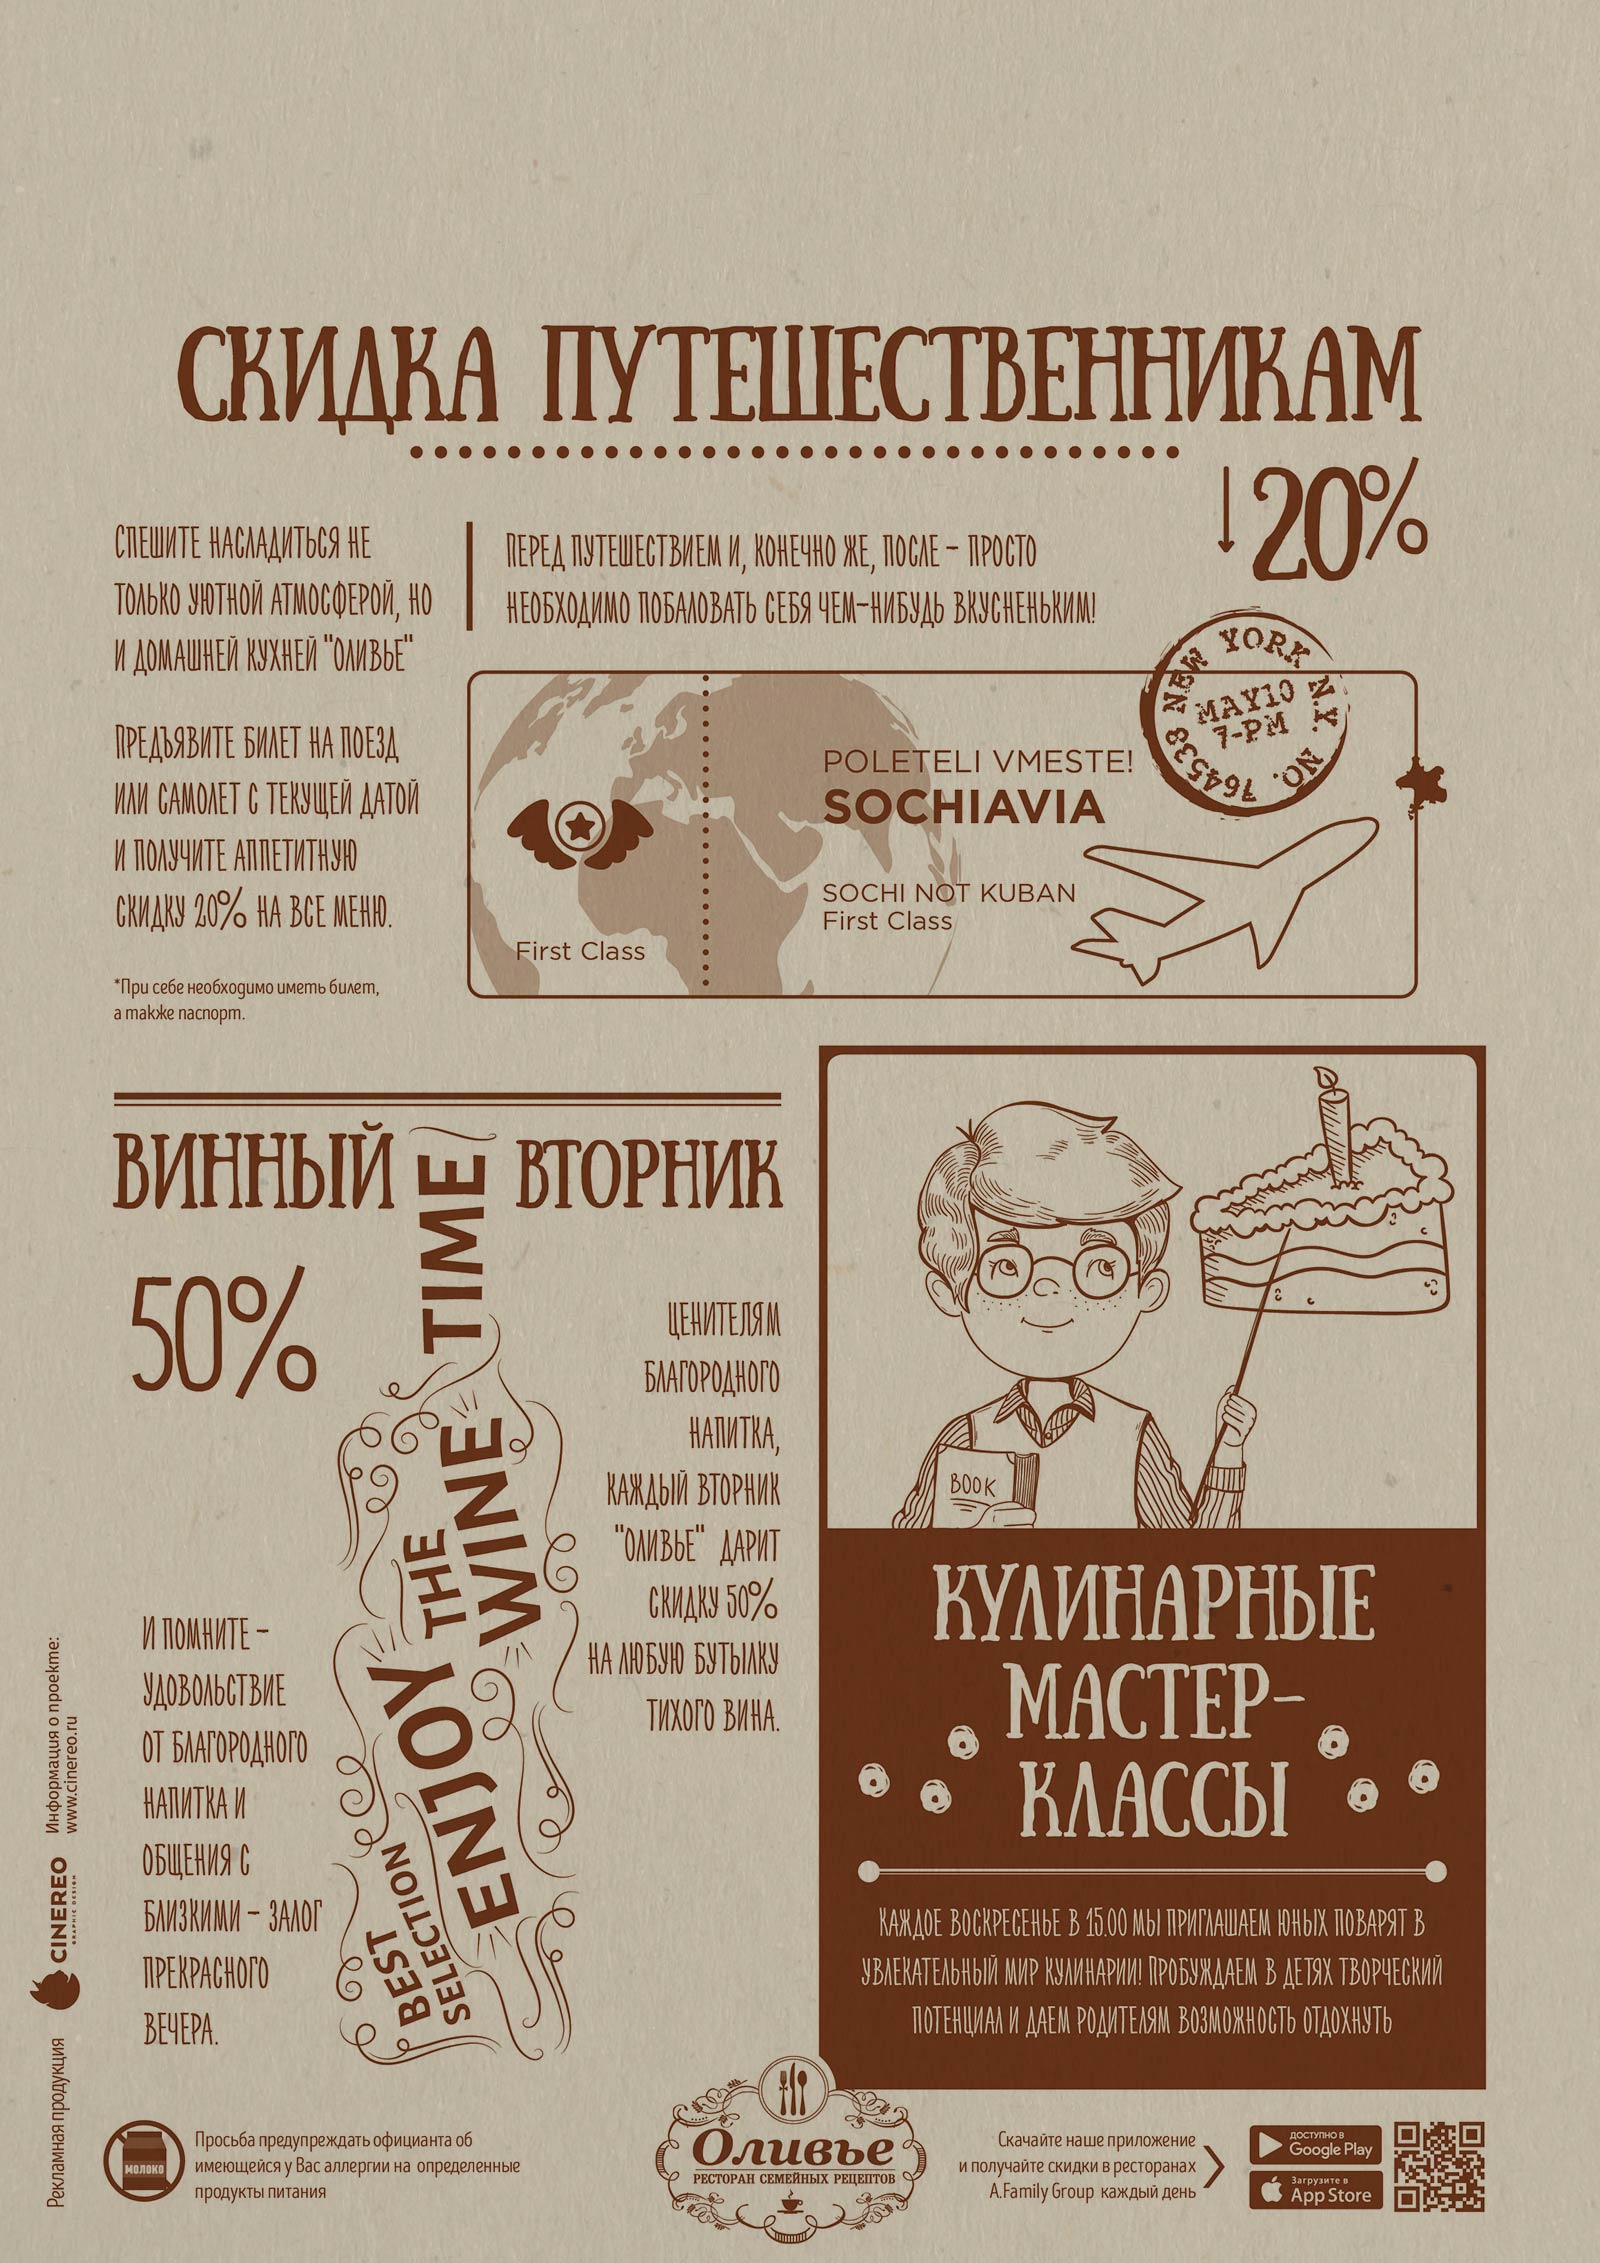 СКИДКА ПУТЕШЕСТВЕННИКАМ
20%
СПЕШИТЕ НАСЛАДИТЬСЯ НЕ
ТОЛЬКО УЮТНОЙ АТМОСФЕРОЙ, НО
И ДОМАШНЕЙ КУХНЕЙ "ОЛИВЬЕ"
ПРЕДЪЯВИТЕ БИЛЕТ НА ПОЕЗД
ИЛИ САМОЛЕТ С ТЕКУЩЕЙ ДАТОЙ
И ПОЛУЧИТЕ АППЕТИТНУЮ
СКИДКУ 20% НА ВСЕ МЕНЮ.
*При себе необходимо иметь билет,
а также паспорт.
ПЕРЕД ПУТЕШЕСТВИЕМ И, КОНЕЧНО ЖЕ, ПОСЛЕ – ПРОСТО
НЕОБХОДИМО ПОБАЛОВАТЬ СЕБЯ ЧЕМ-НИБУДЬ ВКУСНЕНЬКИМ!
NEW YORK N.Y. NO. 764538
MAY10
7-PM
POLETELI VMESTE!
SOCHIAVIA
SOCHI NOT KUBAN
First Class
First Class
ВИННЫЙ ВТОРНИК
50%
И ПОМНИТЕ –
УДОВОЛЬСТВИЕ
ОТ БЛАГОРОДНОГО
НАПИТКА И
ОБЩЕНИЯ С
БЛИЗКИМИ – ЗАЛОГ
ПРЕКРАСНОГО
ВЕЧЕРА.
BEST
SELECTION
ENJOY
THE
WINE
TIME
ЦЕНИТЕЛЯМ
БЛАГОРОДНОГО
НАПИТКА,
КАЖДЫЙ ВТОРНИК
"ОЛИВЬЕ" ДАРИТ
СКИДКУ 50%
НА ЛЮБУЮ БУТЫЛКУ
ТИХОГО ВИНА.
BOOK
КУЛИНАРНЫЕ
МАСТЕР-
КЛАССЫ
КАЖДОЕ ВОСКРЕСЕНЬЕ В 15.00 МЫ ПРИГЛАШАЕМ ЮНЫХ ПОВАРЯТ В
УВЛЕКАТЕЛЬНЫЙ МИР КУЛИНАРИИ! ПРОБУЖДАЕМ В ДЕТЯХ ТВОРЧЕСКИЙ
ПОТЕНЦИАЛ И ДАЕМ РОДИТЕЛЯМ ВОЗМОЖНОСТЬ ОТДОХНУТЬ
Рекламная продукция
CINEREO
GRAPHIC DESIGN
Информация о проекте:
www.cinereo.ru
МОЛОКО
Просьба предупреждать официанта об
имеющейся у Вас аллергии на определенные
продукты питания
Оливье
РЕСТОРАН СЕМЕЙНЫХ РЕЦЕПТОВ
Скачайте наше приложение
и получайте скидки в ресторанах
A.Family Group каждый день
ДОСТУПНО В
Google Play
Загрузите в
App Store